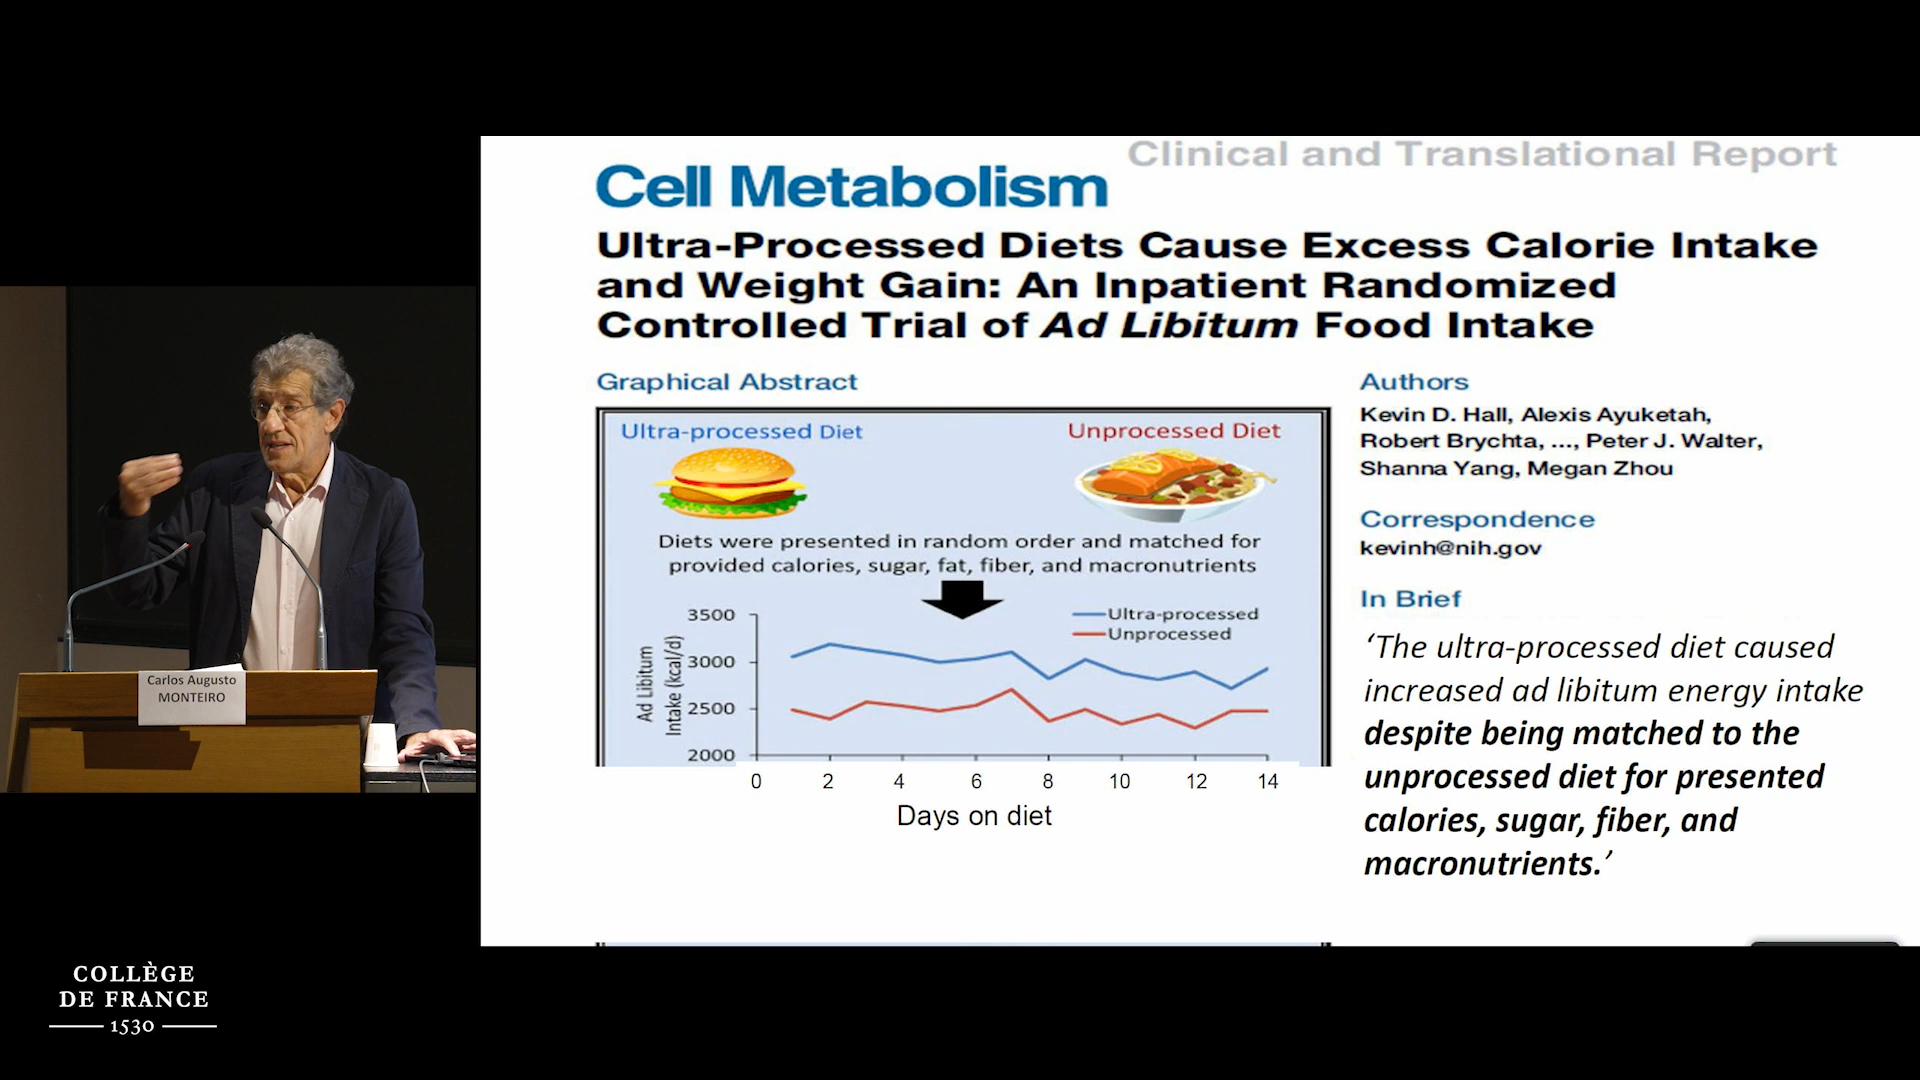 Clinical and Translational Report
Cell Metabolism
Ultra-Processed Diets Cause Excess Calorie Intake
and Weight Gain: An Inpatient Randomized
Controlled Trial of Ad Libitum Food Intake
Graphical Abstract
Ultra-processed Diet
Unprocessed Diet
Diets were presented in random order and matched for
provided calories, sugar, fat, fiber, and macronutrients
Ultra-processed
Unprocessed
Ad Libitum
Intake (kcal/d)
3500
3000
2500
2000
0 2 4 6 8 10 12 14
Days on diet
Authors
Kevin D. Hall, Alexis Ayuketah,
Robert Brychta, ..., Peter J. Walter,
Shanna Yang, Megan Zhou
Correspondence
kevinh@nih.gov
In Brief
‘The ultra-processed diet caused
increased ad libitum energy intake
despite being matched to the
unprocessed diet for presented
calories, sugar, fiber, and
macronutrients.’
Carlos Augusto
MONTEIRO
COLLÈGE
DE FRANCE
1530